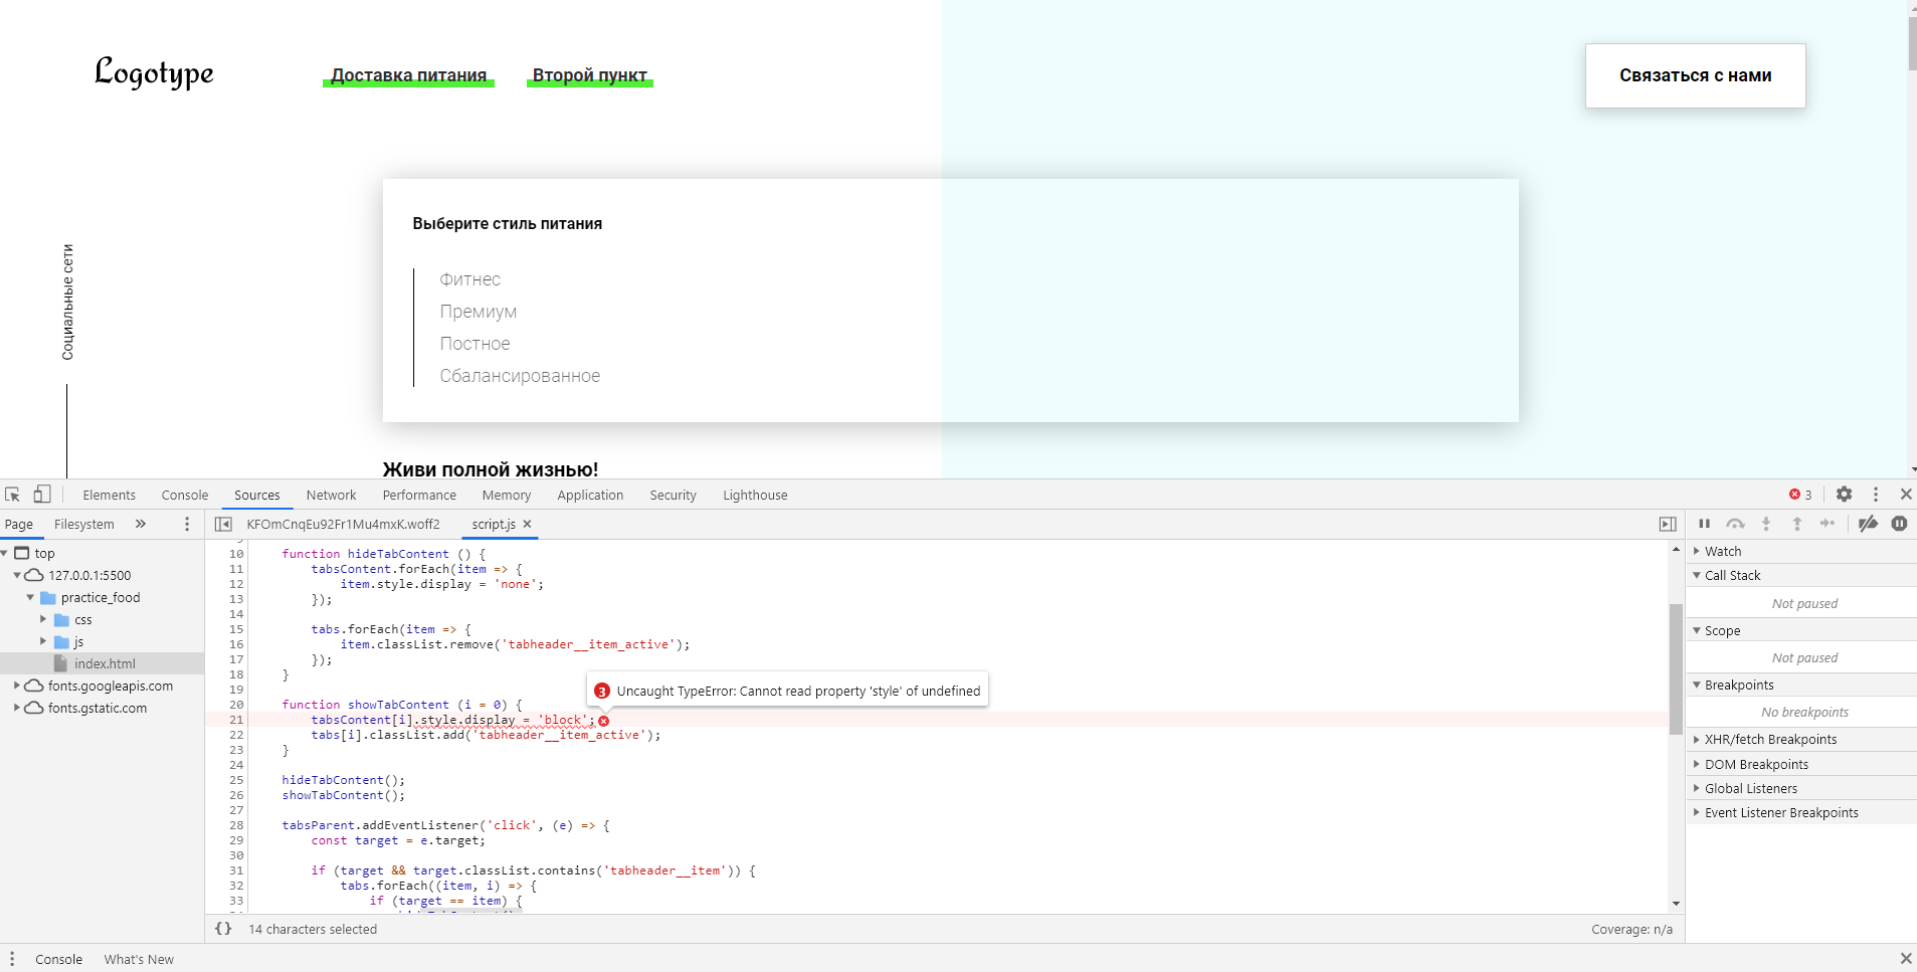 Logotype
Доставка питания
Второй пункт
Связаться с нами
Социальные сети
Выберите стиль питания
Фитнес
Премиум
Постное
Сбалансированное
Живи полной жизнью!
Elements Console Sources Network Performance Memory Application Security Lighthouse 3
Page Filesystem KFOmCnqEu92Fr1Mu4mxK.woff2 script.js
top
127.0.0.1:5500
practice_food
css
js
index.html
fonts.googleapis.com
fonts.gstatic.com
10 function hideTabContent () {
11 tabsContent.forEach(item => {
12 item.style.display = 'none';
13 });
14
15 tabs.forEach(item => {
16 item.classList.remove('tabheader__item_active');
17 });
18 }
19
3 Uncaught TypeError: Cannot read property 'style' of undefined
20 function showTabContent (i = 0) {
21 tabsContent[i].style.display = 'block';
22 tabs[i].classList.add('tabheader__item_active');
23 }
24
25 hideTabContent();
26 showTabContent();
27
28 tabsParent.addEventListener('click', (e) => {
29 const target = e.target;
30
31 if (target && target.classList.contains('tabheader__item')) {
32 tabs.forEach((item, i) => {
33 if (target == item) {
{} 14 characters selected
Coverage: n/a
Watch
Call Stack
Not paused
Scope
Not paused
Breakpoints
No breakpoints
XHR/fetch Breakpoints
DOM Breakpoints
Global Listeners
Event Listener Breakpoints
Console What's New